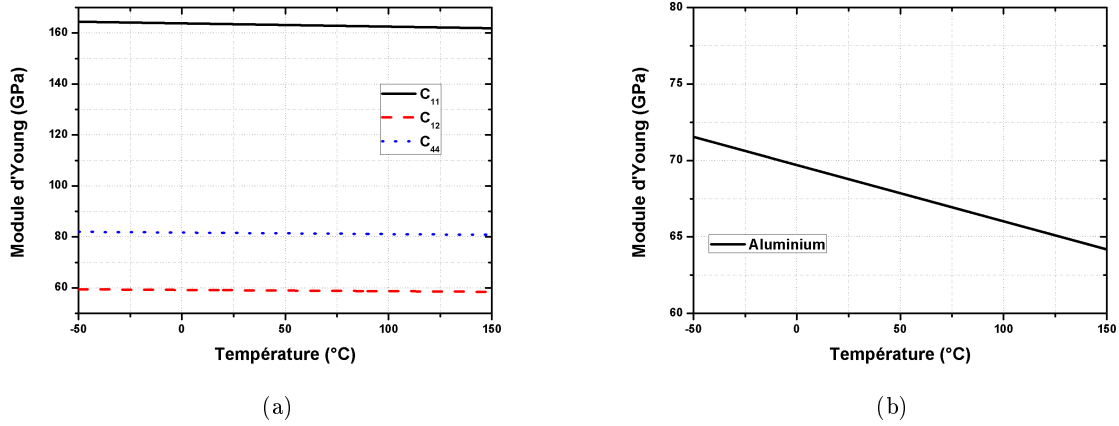 Module d'Young (GPa)
160
140
120
100
80
60
-50 0 50 100 150
Température (°C)
C11
C12
C44
(a)
Module d'Young (GPa)
80
75
70
65
60
-50 0 50 100 150
Température (°C)
Aluminium
(b)